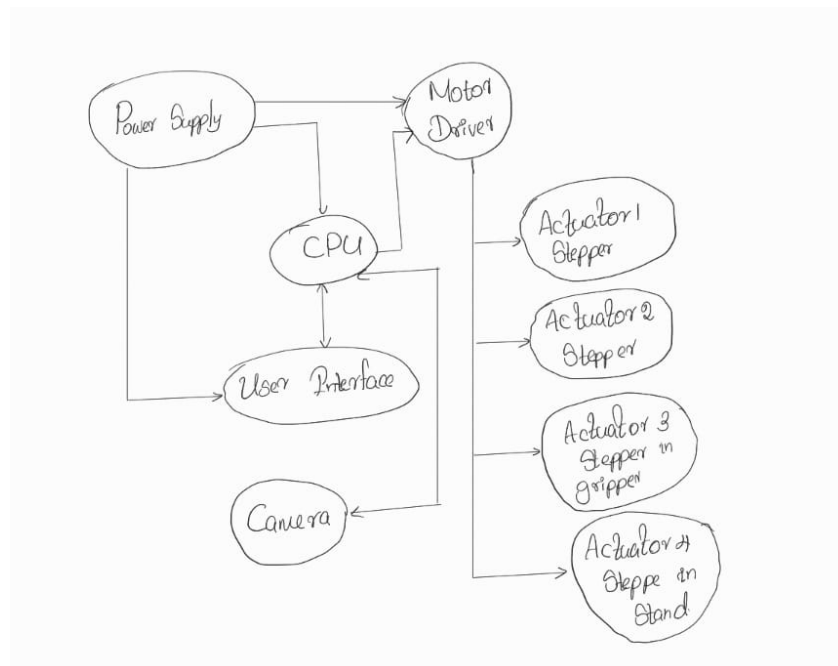 Power Supply
Motor
Driver
CPU
User Interface
Camera
Actuator 1
Stepper
Actuator 2
Stepper
Actuator 3
Stepper in
gripper
Actuator 4
Steppe in
Stand